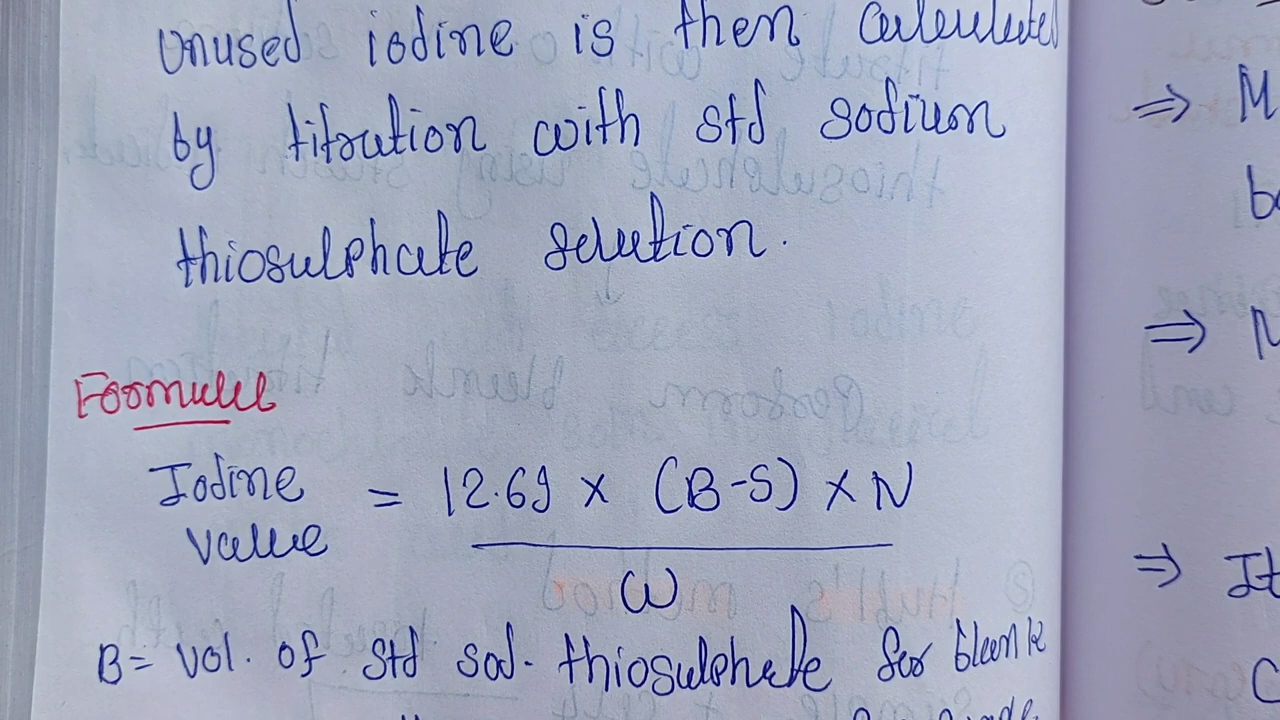 Unused iodine is then calculated
by titration with std sodium
thiosulphate solution.
Formula
Iodine value = 12.69 x (B-S) x N
W
B = Vol. of std sod. thiosulphate for blank
⇒ M
⇒
⇒ It